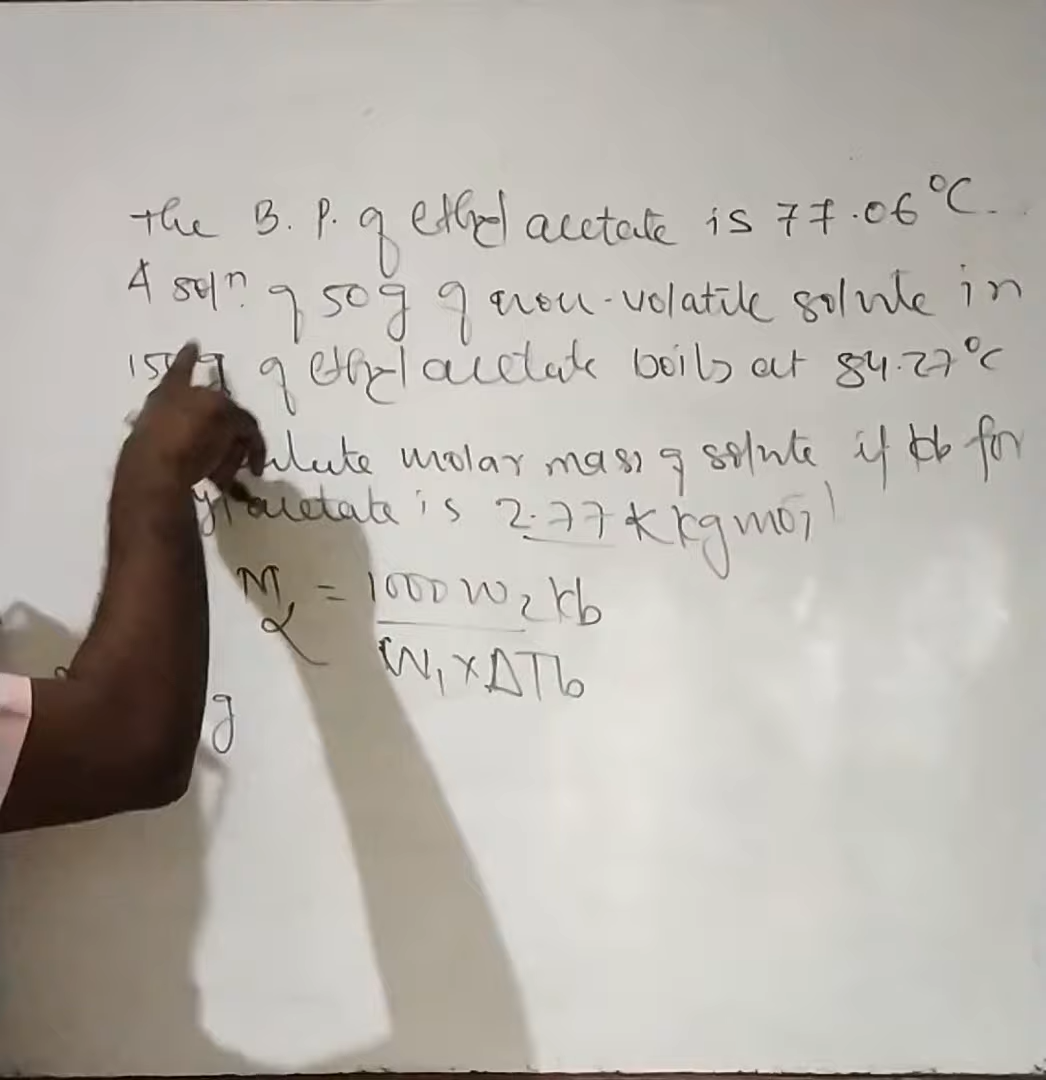 the B. P. of ethyl acetate is 77.06°C.
A solⁿ. of 50g of non-volatile solute in
g of ethyl acetate boils at 84.27°C
molar mass of solute if kb for
acetate is 2.77 K kg mol⁻¹
M₂ = 1000 W₂ kb
W₁ x ΔTb
g